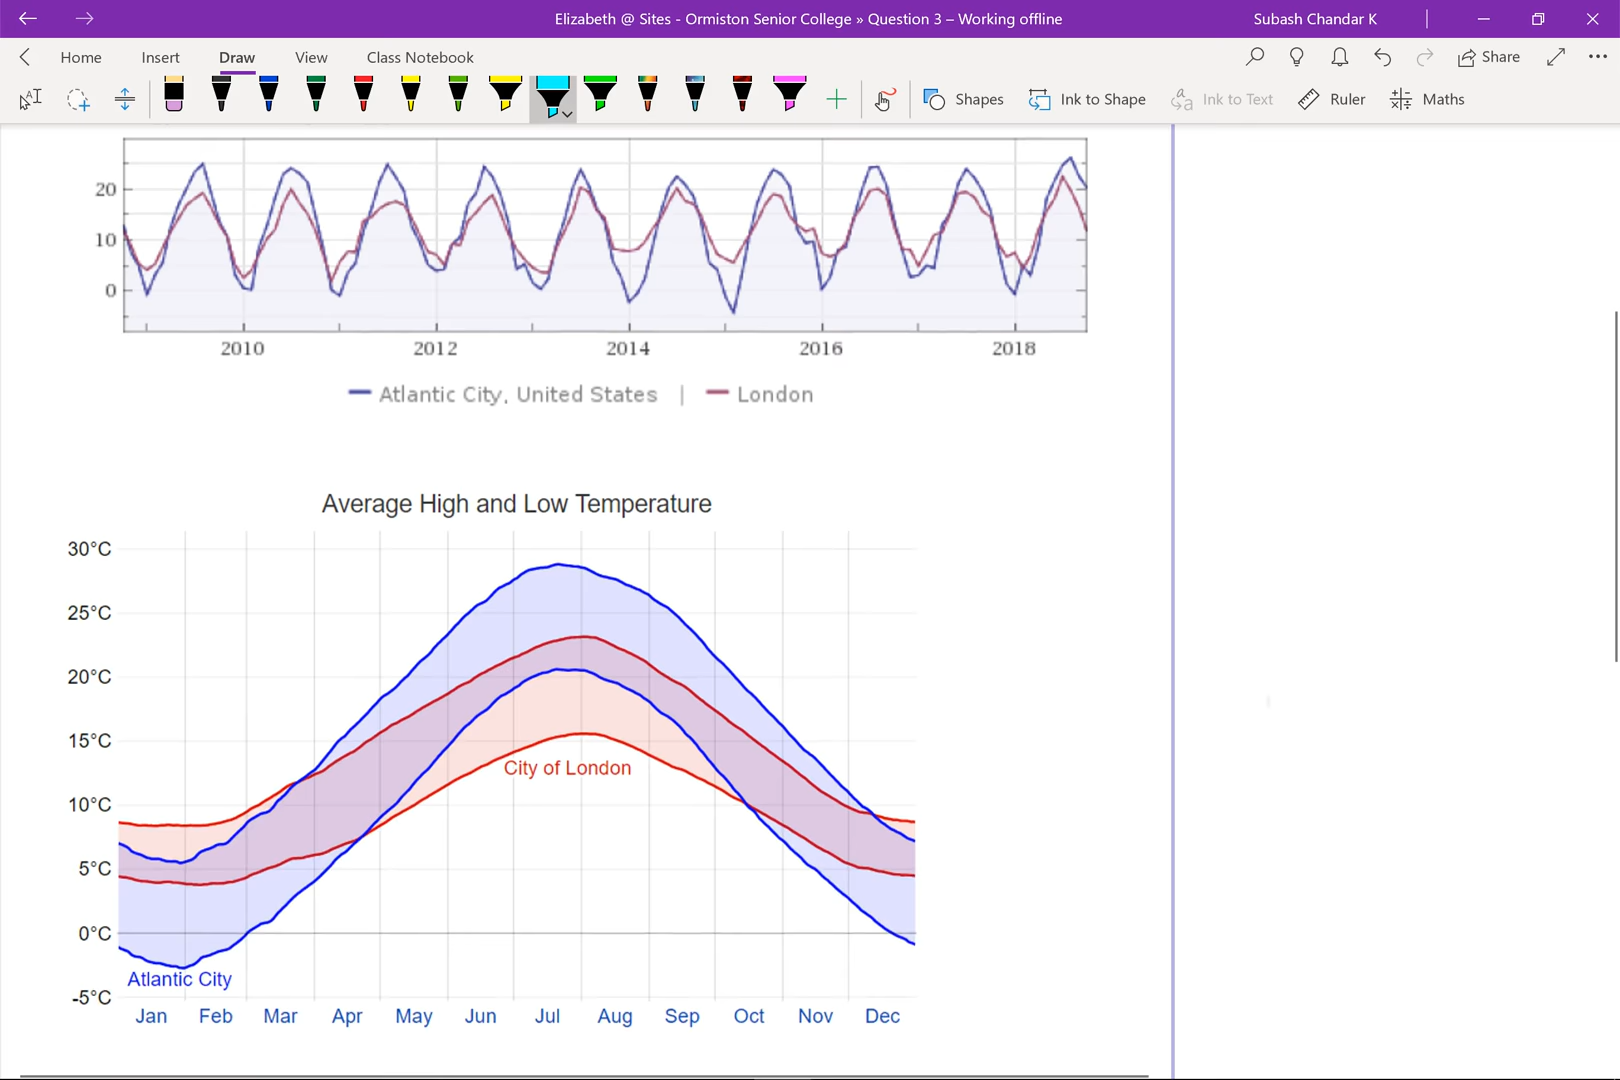 Elizabeth @ Sites - Ormiston Senior College » Question 3 – Working offline
Subash Chandar K
Home
Insert
Draw
View
Class Notebook
Share
Shapes
Ink to Shape
Ink to Text
Ruler
Maths
20
10
0
2010
2012
2014
2016
2018
Atlantic City, United States | London
Average High and Low Temperature
30°C
25°C
20°C
15°C
City of London
10°C
5°C
0°C
Atlantic City
-5°C
Jan Feb Mar Apr May Jun Jul Aug Sep Oct Nov Dec